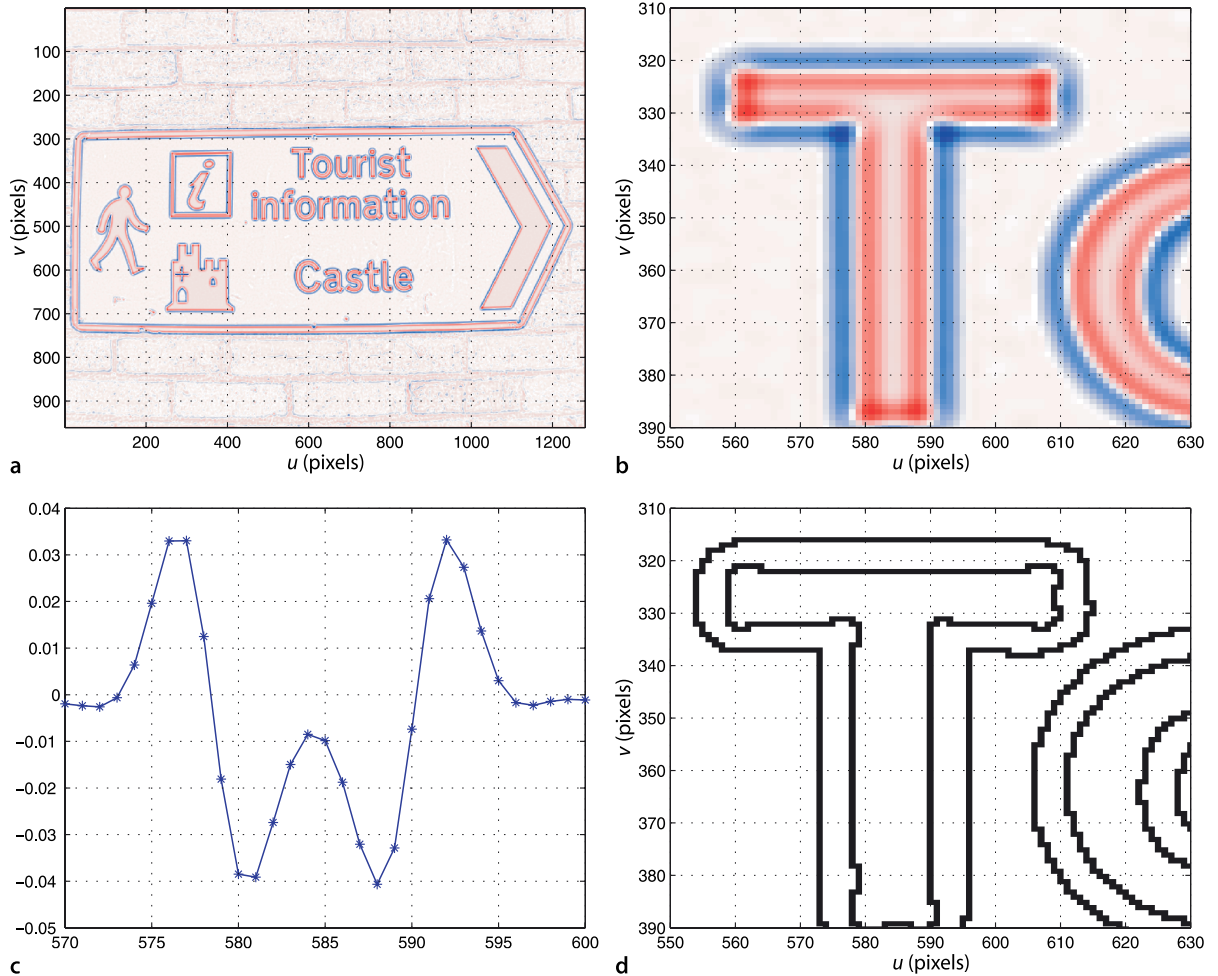 100
200
300
400
500
600
700
800
900
v (pixels)
Tourist
information
Castle
200 400 600 800 1000 1200
u (pixels)
a
310
320
330
340
350
360
370
380
390
v (pixels)
550 560 570 580 590 600 610 620 630
u (pixels)
b
0.04
0.03
0.02
0.01
0
−0.01
−0.02
−0.03
−0.04
−0.05
570 575 580 585 590 595 600
c
310
320
330
340
350
360
370
380
390
v (pixels)
550 560 570 580 590 600 610 620 630
u (pixels)
d